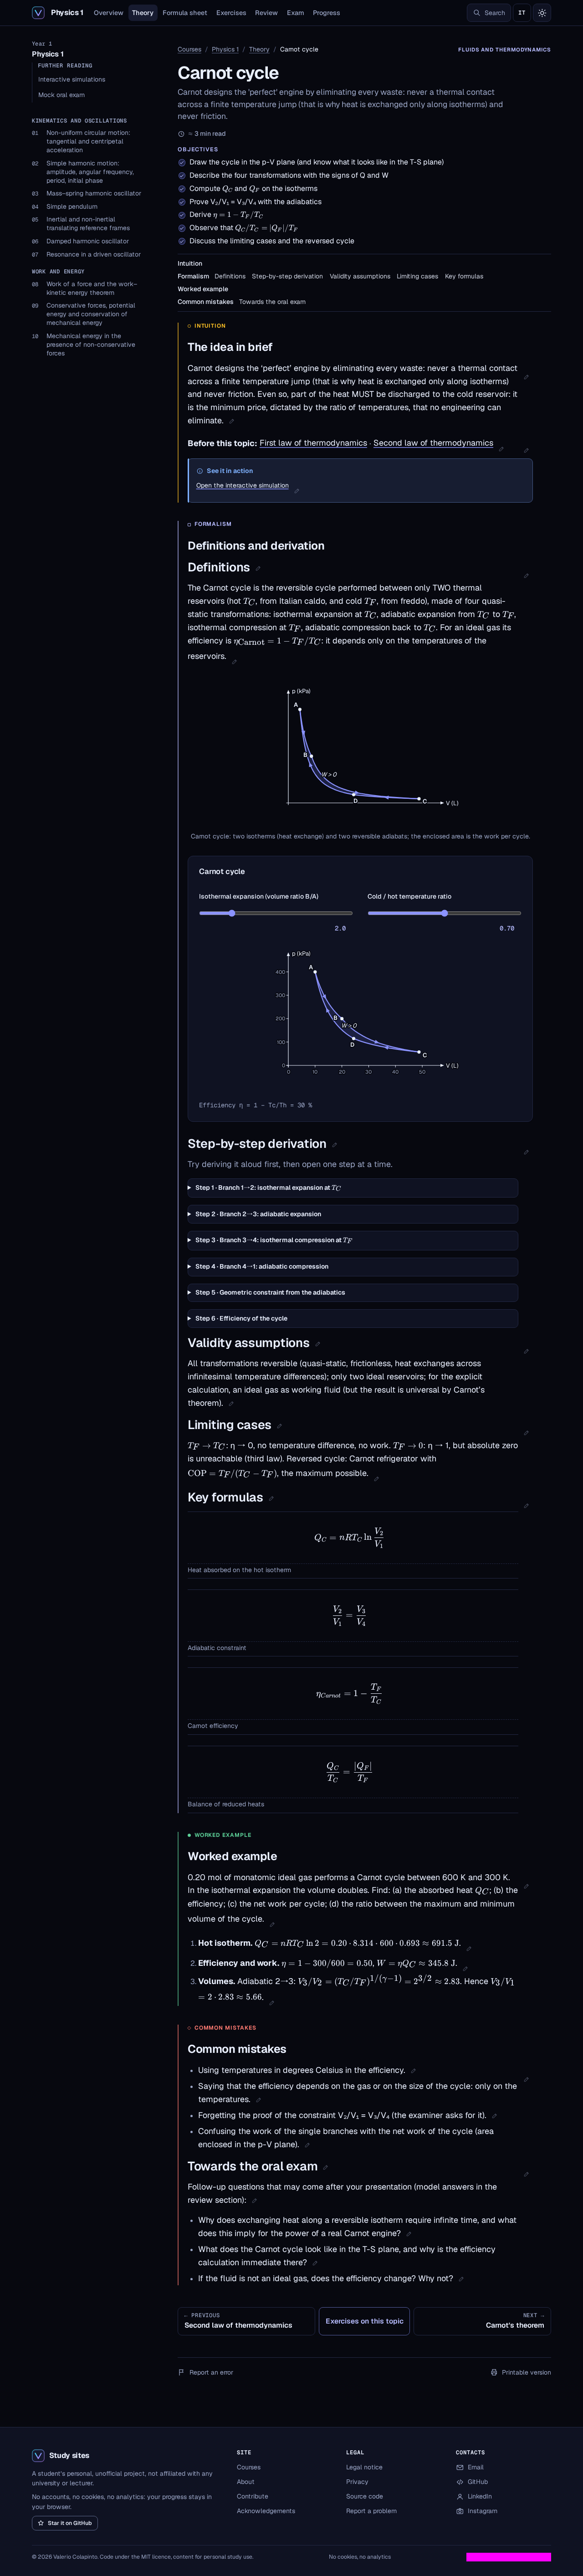 Physics 1 Overview Theory Formula sheet Exercises Review Exam Progress Search IT
Year 1
Physics 1
FURTHER READING
Interactive simulations
Mock oral exam
KINEMATICS AND OSCILLATIONS
01 Non-uniform circular motion:
tangential and centripetal
acceleration
02 Simple harmonic motion:
amplitude, angular frequency,
period, initial phase
03 Mass–spring harmonic oscillator
04 Simple pendulum
05 Inertial and non-inertial
translating reference frames
06 Damped harmonic oscillator
07 Resonance in a driven oscillator
WORK AND ENERGY
08 Work of a force and the work–
kinetic energy theorem
09 Conservative forces, potential
energy and conservation of
mechanical energy
10 Mechanical energy in the
presence of non-conservative
forces
Courses / Physics 1 / Theory / Carnot cycle
FLUIDS AND THERMODYNAMICS
Carnot cycle
Carnot designs the 'perfect' engine by eliminating every waste: never a thermal contact
across a finite temperature jump (that is why heat is exchanged only along isotherms) and
never friction.
≈ 3 min read
OBJECTIVES
Draw the cycle in the p-V plane (and know what it looks like in the T-S plane)
Describe the four transformations with the signs of Q and W
Compute Q_C and Q_F on the isotherms
Prove V₂/V₁ = V₃/V₄ with the adiabatics
Derive η = 1 − T_F/T_C
Observe that Q_C/T_C = |Q_F|/T_F
Discuss the limiting cases and the reversed cycle
Intuition
Formalism Definitions Step-by-step derivation Validity assumptions Limiting cases Key formulas
Worked example
Common mistakes Towards the oral exam
INTUITION
The idea in brief
Carnot designs the 'perfect' engine by eliminating every waste: never a thermal contact
across a finite temperature jump (that is why heat is exchanged only along isotherms)
and never friction. Even so, part of the heat MUST be discharged to the cold reservoir: it
is the minimum price, dictated by the ratio of temperatures, that no engineering can
eliminate.
Before this topic: First law of thermodynamics · Second law of thermodynamics
See it in action
Open the interactive simulation
FORMALISM
Definitions and derivation
Definitions
The Carnot cycle is the reversible cycle performed between only TWO thermal
reservoirs (hot T_C, from Italian caldo, and cold T_F, from freddo), made of four quasi-
static transformations: isothermal expansion at T_C, adiabatic expansion from T_C to T_F,
isothermal compression at T_F, adiabatic compression back to T_C. For an ideal gas its
efficiency is η_Carnot = 1 − T_F/T_C: it depends only on the temperatures of the
reservoirs.
p (kPa)
A
B
W > 0
D
C
V (L)
Carnot cycle: two isotherms (heat exchange) and two reversible adiabats; the enclosed area is the work per cycle.
Carnot cycle
Isothermal expansion (volume ratio B/A) Cold / hot temperature ratio
2.0 0.70
p (kPa)
A
400
300
200
B
W > 0
100
D
C
0
V (L)
0 10 20 30 40 50
Efficiency η = 1 − Tc/Th = 30 %
Step-by-step derivation
Try deriving it aloud first, then open one step at a time.
Step 1 · Branch 1→2: isothermal expansion at T_C
Step 2 · Branch 2→3: adiabatic expansion
Step 3 · Branch 3→4: isothermal compression at T_F
Step 4 · Branch 4→1: adiabatic compression
Step 5 · Geometric constraint from the adiabatics
Step 6 · Efficiency of the cycle
Validity assumptions
All transformations reversible (quasi-static, frictionless, heat exchanges across
infinitesimal temperature differences); only two ideal reservoirs; for the explicit
calculation, an ideal gas as working fluid (but the result is universal by Carnot's
theorem).
Limiting cases
T_F → T_C: η → 0, no temperature difference, no work. T_F → 0: η → 1, but absolute zero
is unreachable (third law). Reversed cycle: Carnot refrigerator with
COP = T_F/(T_C − T_F), the maximum possible.
Key formulas
Q_C = nRT_C ln V_2/V_1
Heat absorbed on the hot isotherm
V_2/V_1 = V_3/V_4
Adiabatic constraint
η_Carnot = 1 − T_F/T_C
Carnot efficiency
Q_C/T_C = |Q_F|/T_F
Balance of reduced heats
WORKED EXAMPLE
Worked example
0.20 mol of monatomic ideal gas performs a Carnot cycle between 600 K and 300 K.
In the isothermal expansion the volume doubles. Find: (a) the absorbed heat Q_C; (b) the
efficiency; (c) the net work per cycle; (d) the ratio between the maximum and minimum
volume of the cycle.
1. Hot isotherm. Q_C = nRT_C ln 2 = 0.20 · 8.314 · 600 · 0.693 ≈ 691.5 J.
2. Efficiency and work. η = 1 − 300/600 = 0.50, W = ηQ_C ≈ 345.8 J.
3. Volumes. Adiabatic 2→3: V_3/V_2 = (T_C/T_F)^{1/(γ−1)} = 2^{3/2} ≈ 2.83. Hence V_3/V_1
= 2 · 2.83 ≈ 5.66.
COMMON MISTAKES
Common mistakes
• Using temperatures in degrees Celsius in the efficiency.
• Saying that the efficiency depends on the gas or on the size of the cycle: only on the
temperatures.
• Forgetting the proof of the constraint V₂/V₁ = V₃/V₄ (the examiner asks for it).
• Confusing the work of the single branches with the net work of the cycle (area
enclosed in the p-V plane).
Towards the oral exam
Follow-up questions that may come after your presentation (model answers in the
review section):
• Why does exchanging heat along a reversible isotherm require infinite time, and what
does this imply for the power of a real Carnot engine?
• What does the Carnot cycle look like in the T-S plane, and why is the efficiency
calculation immediate there?
• If the fluid is not an ideal gas, does the efficiency change? Why not?
← PREVIOUS
Second law of thermodynamics
Exercises on this topic
NEXT →
Carnot's theorem
Report an error
Printable version
Study sites
A student's personal, unofficial project, not affiliated with any
university or lecturer.
No accounts, no cookies, no analytics: your progress stays in
your browser.
Star it on GitHub
SITE
Courses
About
Contribute
Acknowledgements
LEGAL
Legal notice
Privacy
Source code
Report a problem
CONTACTS
Email
GitHub
LinkedIn
Instagram
© 2026 Valerio Colapinto. Code under the MIT licence; content for personal study use.
No cookies, no analytics